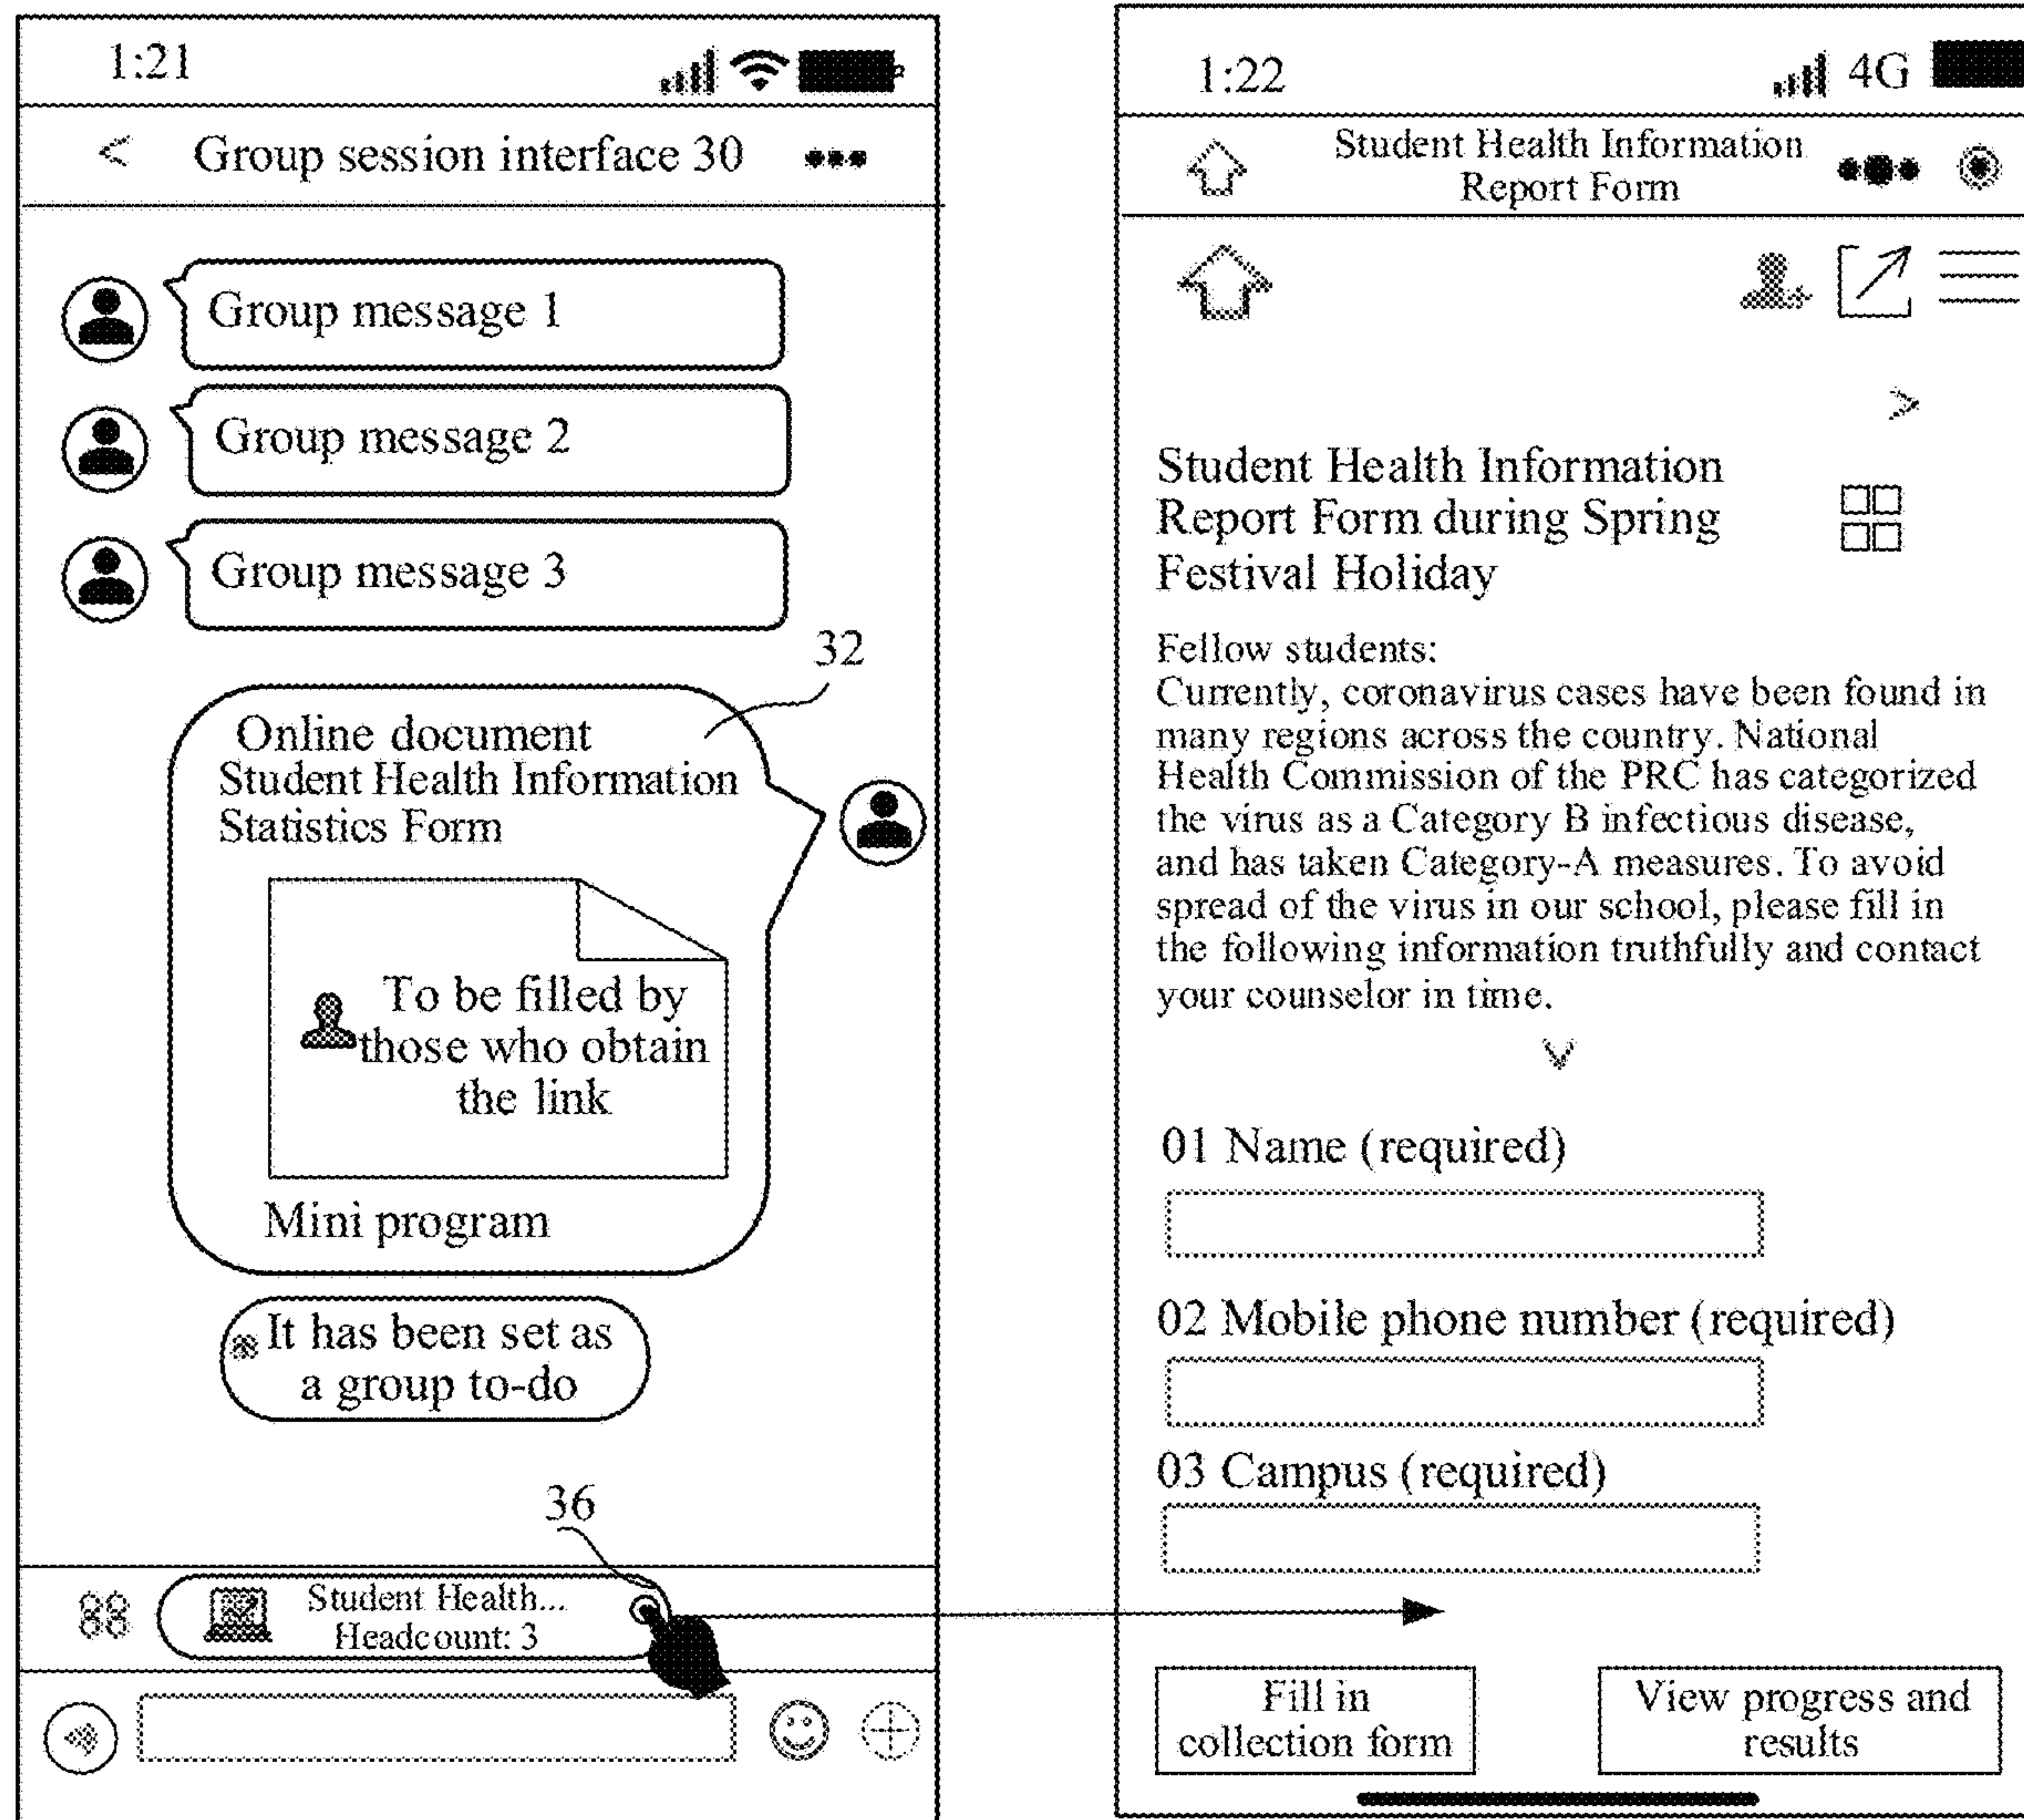 1:21
Group session interface 30
Group message 1
Group message 2
Group message 3
32
Online document
Student Health Information
Statistics Form
To be filled by
those who obtain
the link
Mini program
It has been set as
a group to-do
36
Student Health...
Headcount: 3
1:22
4G
Student Health Information
Report Form
Student Health Information
Report Form during Spring
Festival Holiday
Fellow students:
Currently, coronavirus cases have been found in
many regions across the country. National
Health Commission of the PRC has categorized
the virus as a Category B infectious disease,
and has taken Category-A measures. To avoid
spread of the virus in our school, please fill in
the following information truthfully and contact
your counselor in time.
01 Name (required)
02 Mobile phone number (required)
03 Campus (required)
Fill in
collection form
View progress and
results